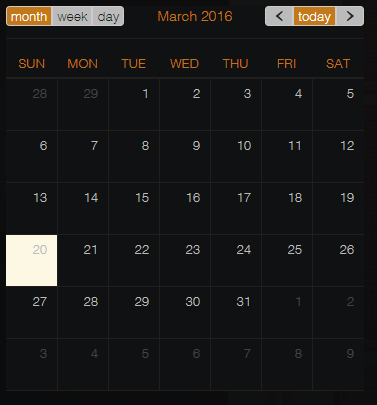 month week day March 2016 < today >
SUN MON TUE WED THU FRI SAT
28 29 1 2 3 4 5
6 7 8 9 10 11 12
13 14 15 16 17 18 19
20 21 22 23 24 25 26
27 28 29 30 31 1 2
3 4 5 6 7 8 9